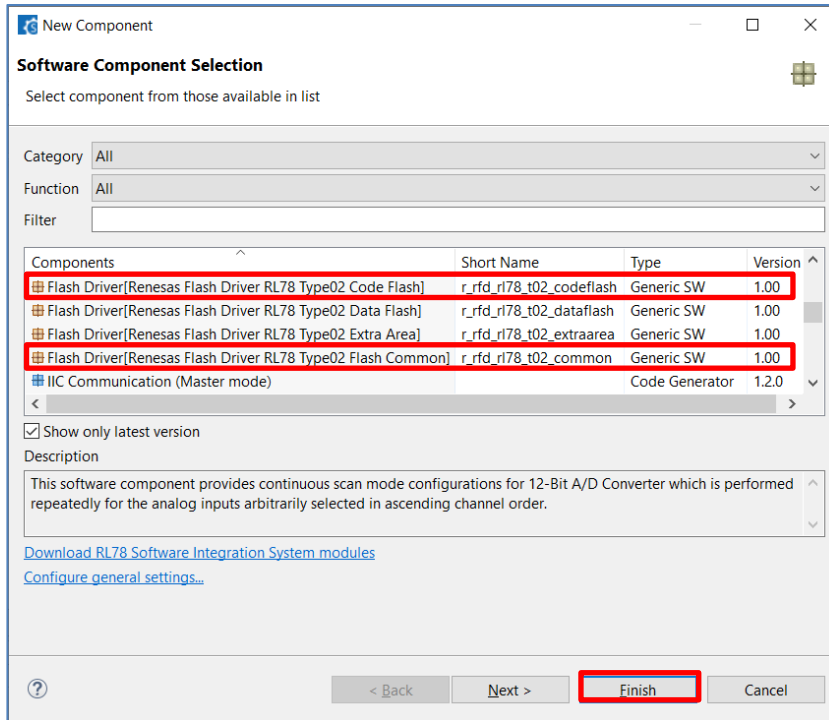 New Component
Software Component Selection
Select component from those available in list
Category All
Function All
Filter
Components Short Name Type Version
Flash Driver[Renesas Flash Driver RL78 Type02 Code Flash] r_rfd_rl78_t02_codeflash Generic SW 1.00
Flash Driver[Renesas Flash Driver RL78 Type02 Data Flash] r_rfd_rl78_t02_dataflash Generic SW 1.00
Flash Driver[Renesas Flash Driver RL78 Type02 Extra Area] r_rfd_rl78_t02_extraarea Generic SW 1.00
Flash Driver[Renesas Flash Driver RL78 Type02 Flash Common] r_rfd_rl78_t02_common Generic SW 1.00
IIC Communication (Master mode) Code Generator 1.2.0
Show only latest version
Description
This software component provides continuous scan mode configurations for 12-Bit A/D Converter which is performed
repeatedly for the analog inputs arbitrarily selected in ascending channel order.
Download RL78 Software Integration System modules
Configure general settings...
? < Back Next > Finish Cancel